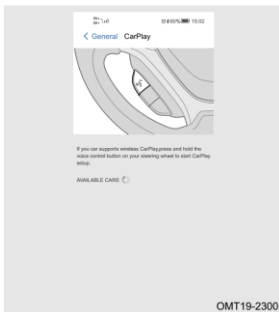 15:02
General CarPlay
If you car supports wireless CarPlay,press and hold the
voice control button on your steering wheel to start CarPlay
setup.
AVAILABLE CARS
OMT19-2300